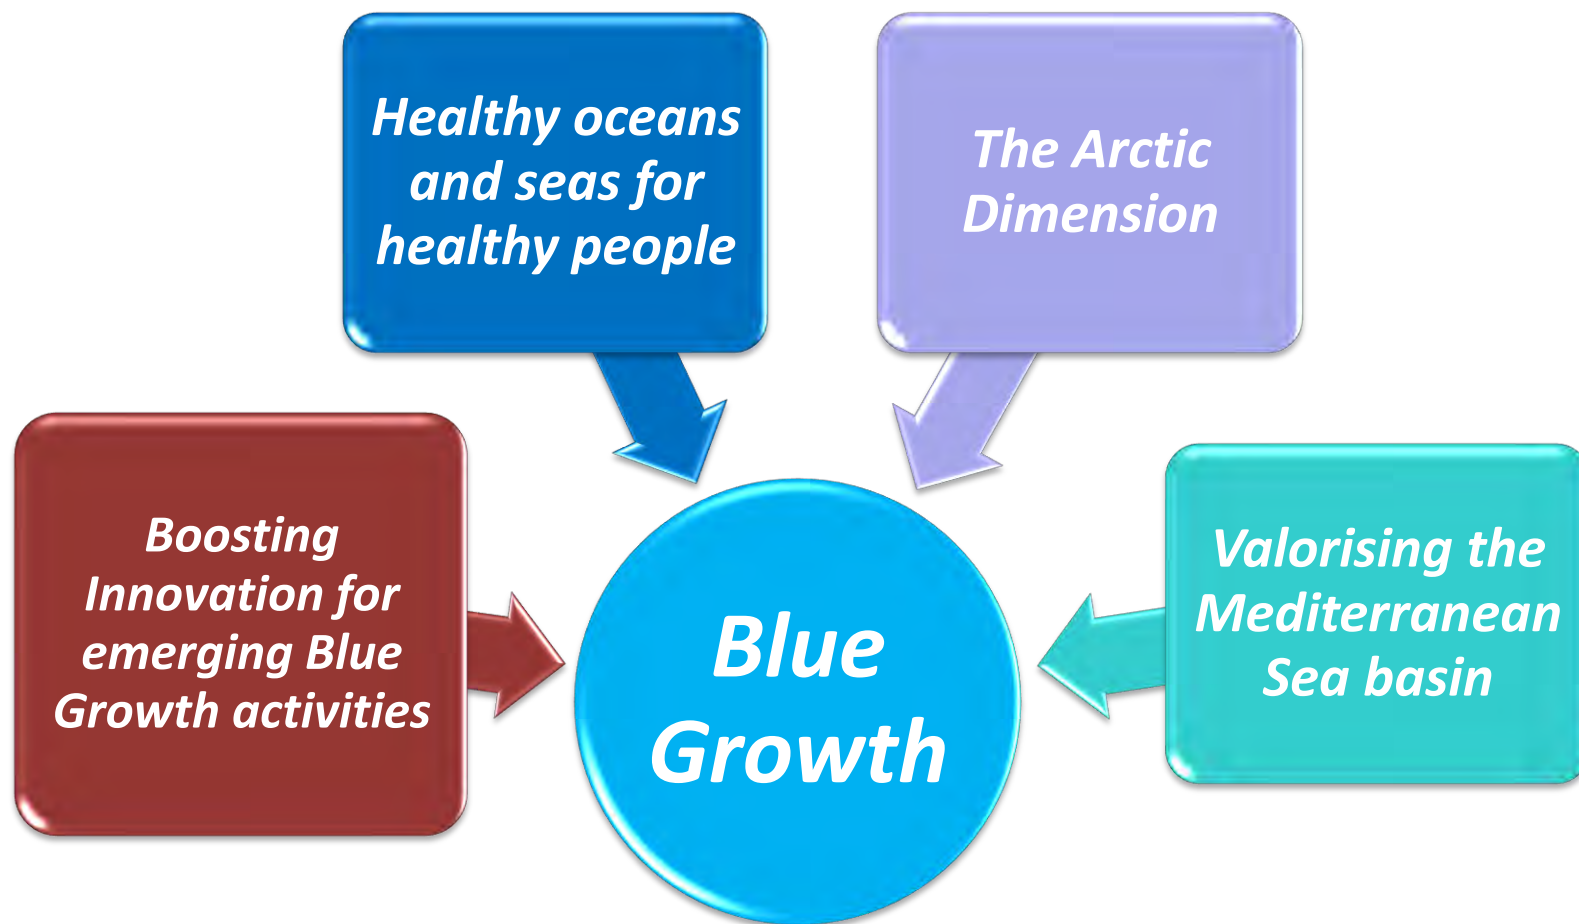 Healthy oceans
and seas for
healthy people
The Arctic
Dimension
Boosting
Innovation for
emerging Blue
Growth activities
Valorising the
Mediterranean
Sea basin
Blue
Growth